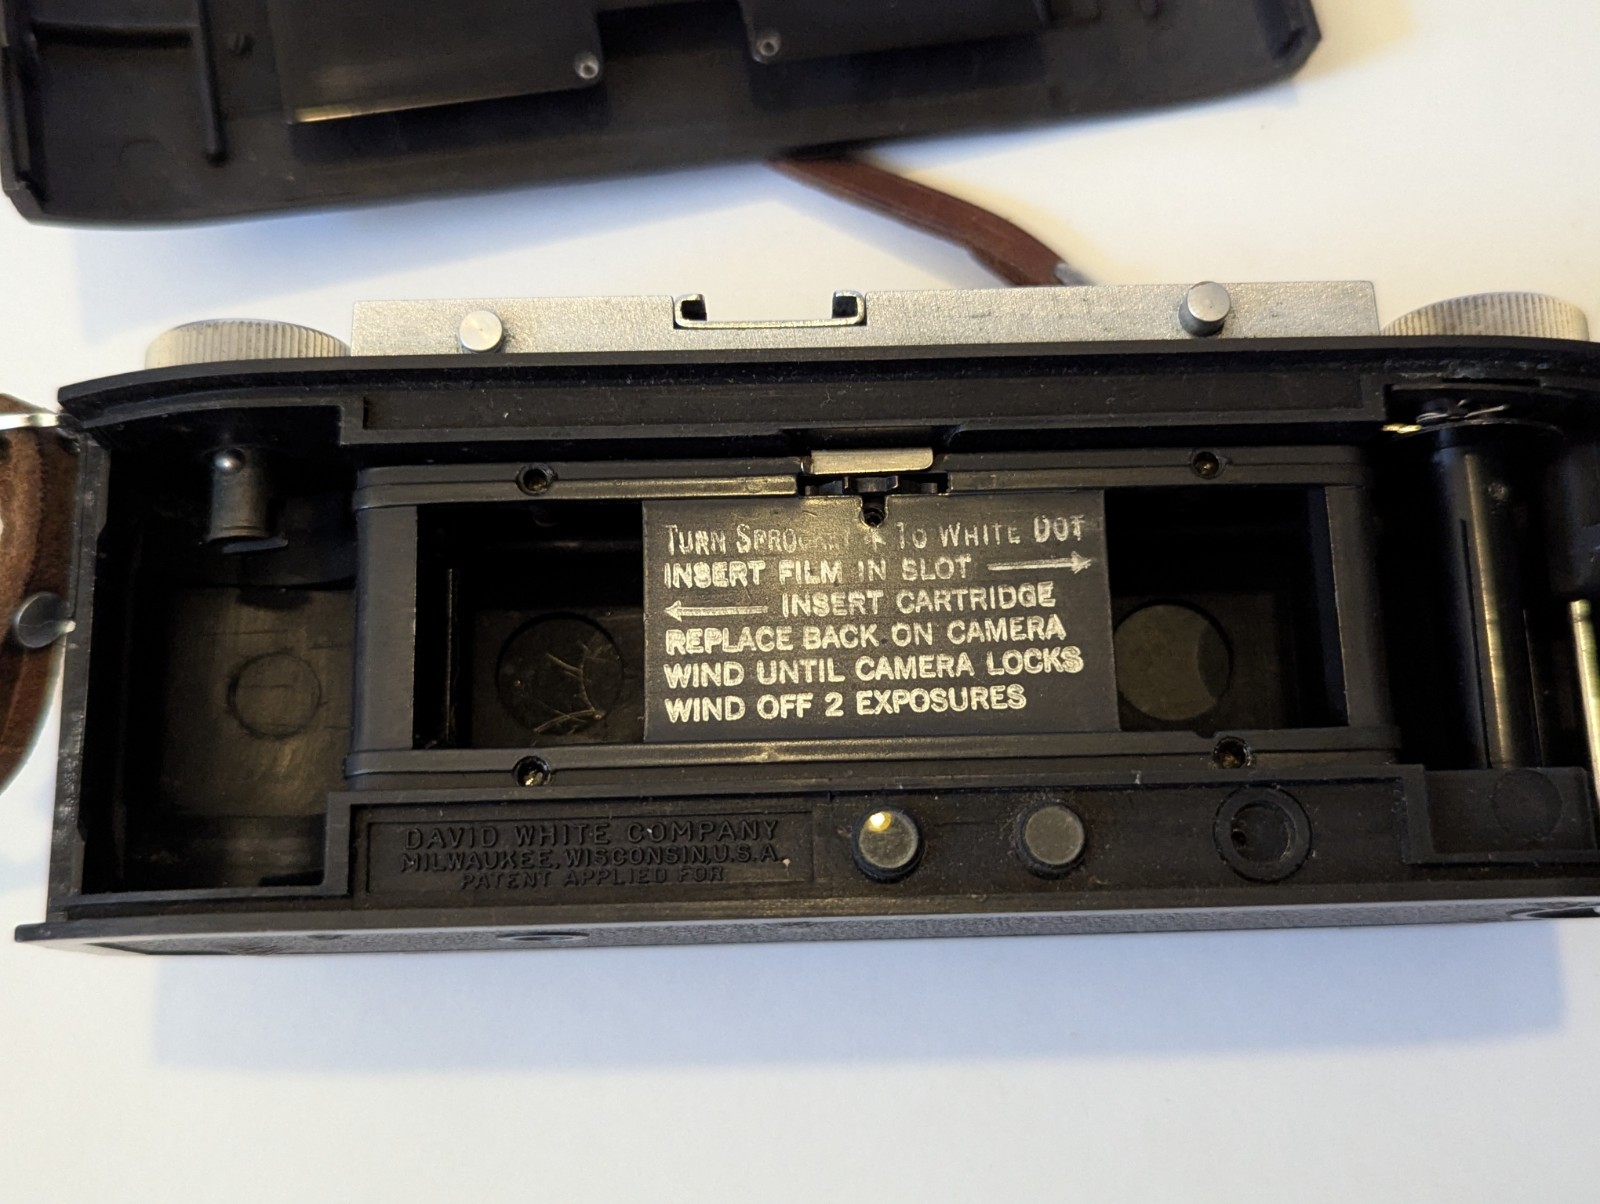 TURN SPROCKET To WHITE DOT
INSERT FILM IN SLOT →
← INSERT CARTRIDGE
REPLACE BACK ON CAMERA
WIND UNTIL CAMERA LOCKS
WIND OFF 2 EXPOSURES
DAVID WHITE COMPANY
MILWAUKEE, WISCONSIN, U.S.A.
PATENT APPLIED FOR